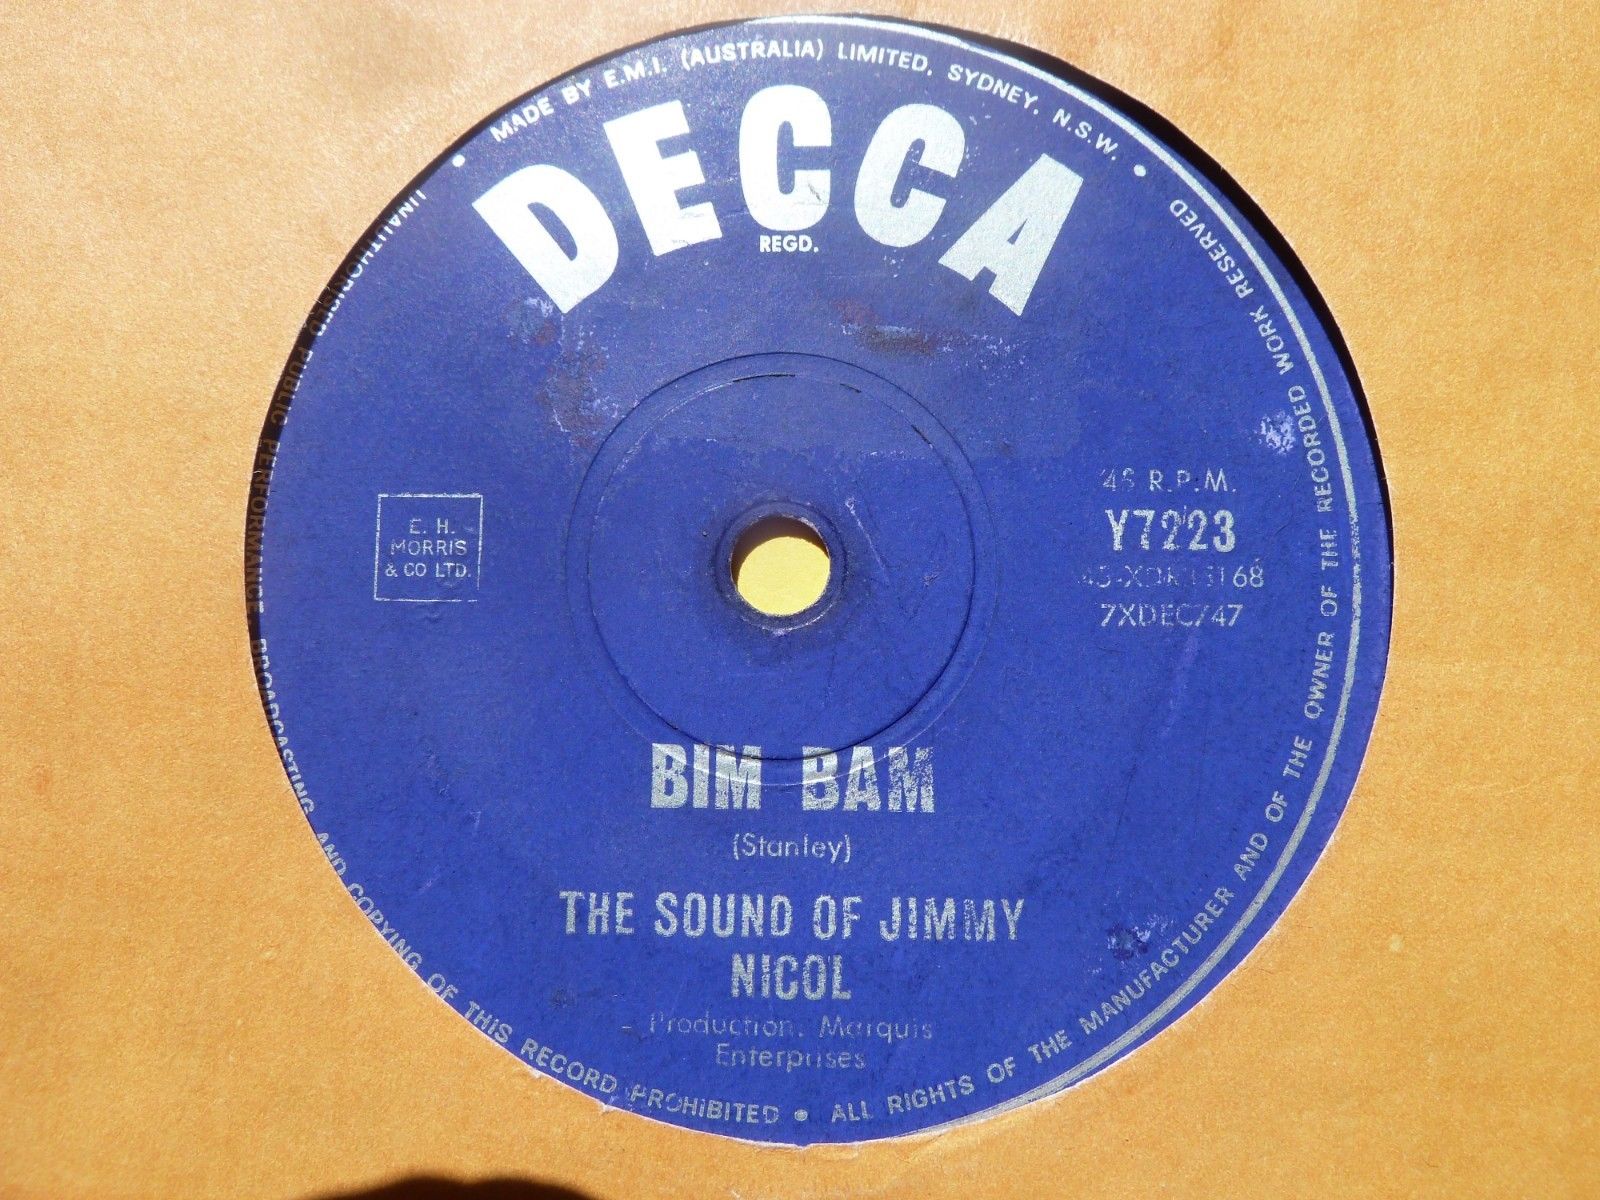 MADE BY E.M.I. (AUSTRALIA) LIMITED, SYDNEY, N.S.W. •
DECCA
REGD.
E. H.
MORRIS
& CO LTD.
45 R.P.M.
Y7223
7XDEC747
BIM BAM
(Stanley)
THE SOUND OF JIMMY
NICOL
Production. Marquis
Enterprises
UNAUTHORISED PUBLIC PERFORMANCE BROADCASTING AND COPYING OF THIS RECORD PROHIBITED • ALL RIGHTS OF THE MANUFACTURER AND OF THE OWNER OF THE RECORDED WORK RESERVED